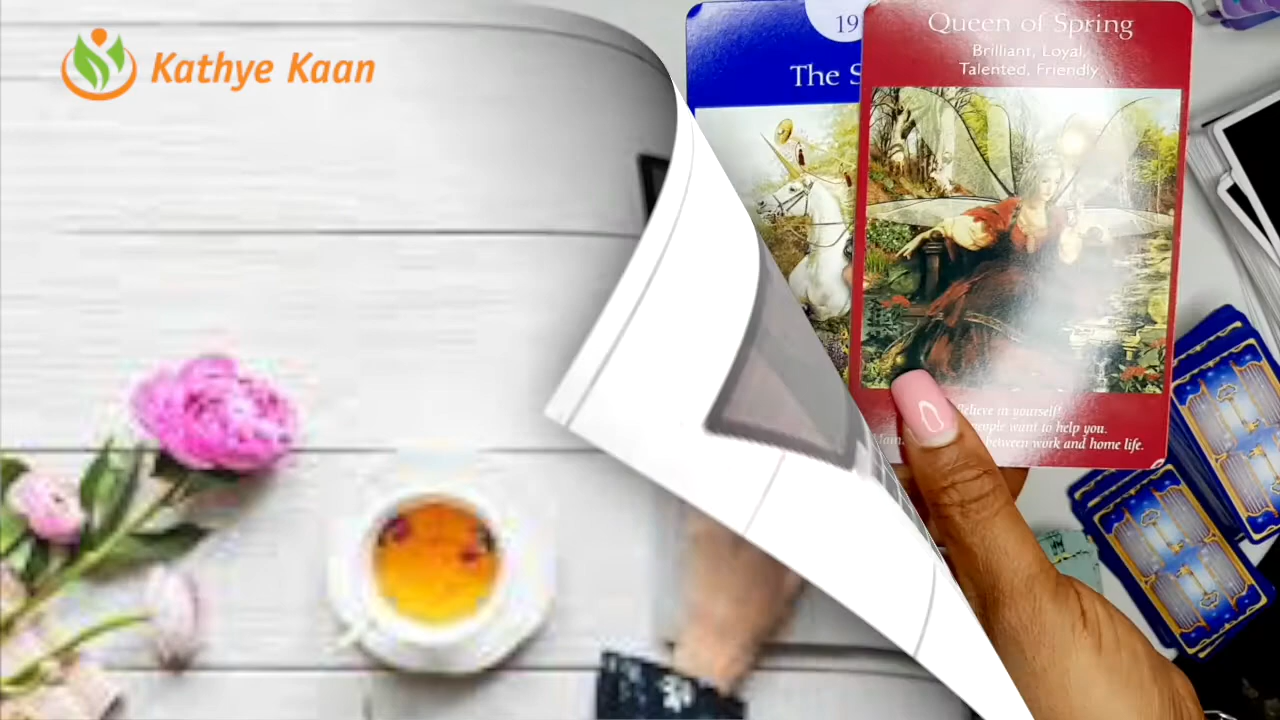 Kathye Kaan
19
The S
Queen of Spring
Brilliant, Loyal,
Talented, Friendly
Believe in yourself!
people want to help you.
between work and home life.